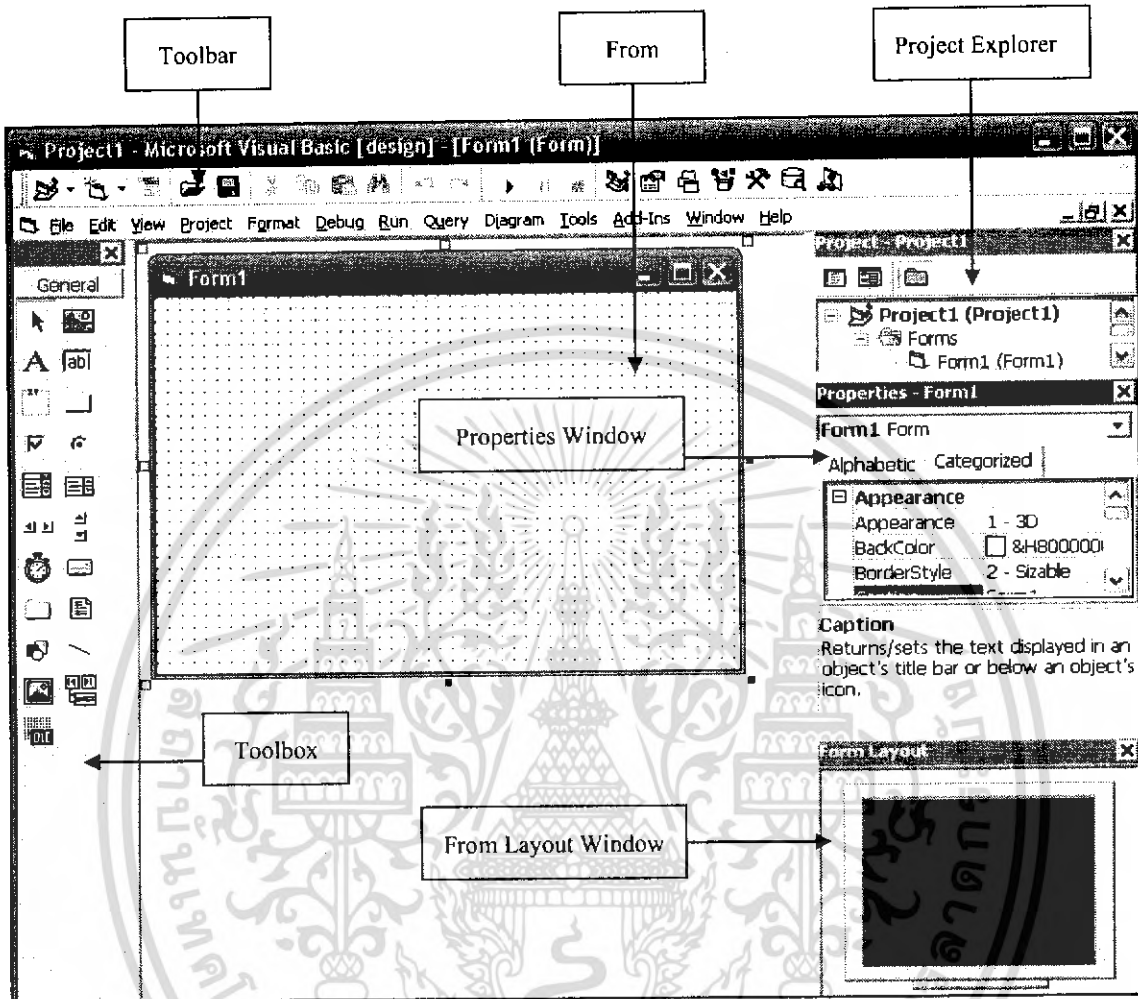 Toolbar
From
Project Explorer
Project1 - Microsoft Visual Basic [design] - [Form1 (Form)]
File Edit View Project Format Debug Run Query Diagram Tools Add-Ins Window Help
General
Form1
Project - Project1
Project1 (Project1)
Forms
Form1 (Form1)
Properties - Form1
Form1 Form
Alphabetic Categorized
Appearance
Appearance 1 - 3D
BackColor &H8000000
BorderStyle 2 - Sizable
Caption
Returns/sets the text displayed in an
object's title bar or below an object's
icon.
Properties Window
Toolbox
From Layout Window
Form Layout